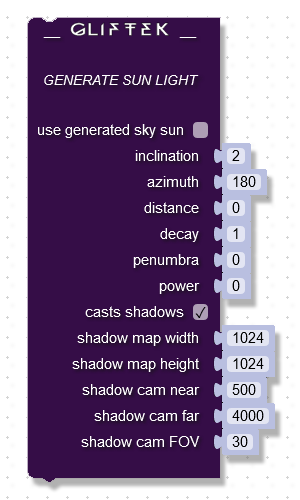 __ GLIFTEK __
GENERATE SUN LIGHT
use generated sky sun
inclination 2
azimuth 180
distance 0
decay 1
penumbra 0
power 0
casts shadows ✓
shadow map width 1024
shadow map height 1024
shadow cam near 500
shadow cam far 4000
shadow cam FOV 30